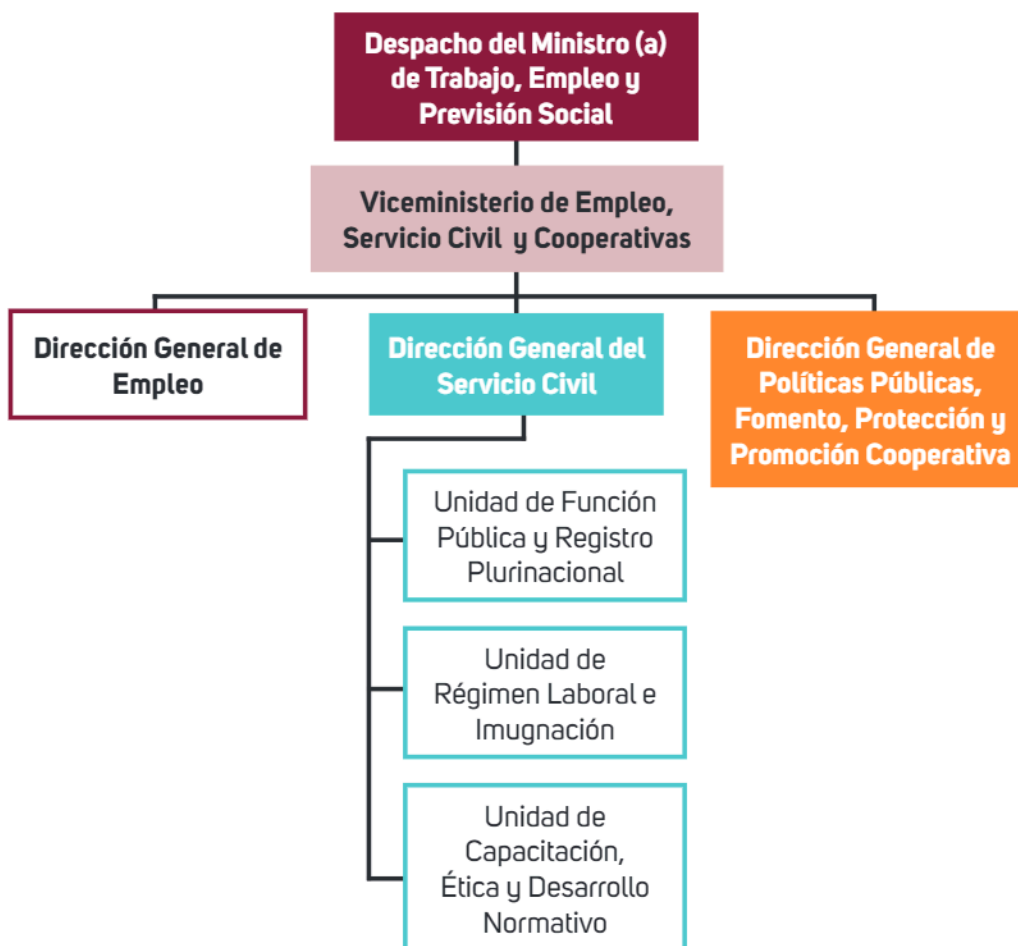 Despacho del Ministro (a)
de Trabajo, Empleo y
Previsión Social
Viceministerio de Empleo,
Servicio Civil y Cooperativas
Dirección General de
Empleo
Dirección General del
Servicio Civil
Dirección General de
Políticas Públicas,
Fomento, Protección y
Promoción Cooperativa
Unidad de Función
Pública y Registro
Plurinacional
Unidad de
Régimen Laboral e
Imugnación
Unidad de
Capacitación,
Ética y Desarrollo
Normativo